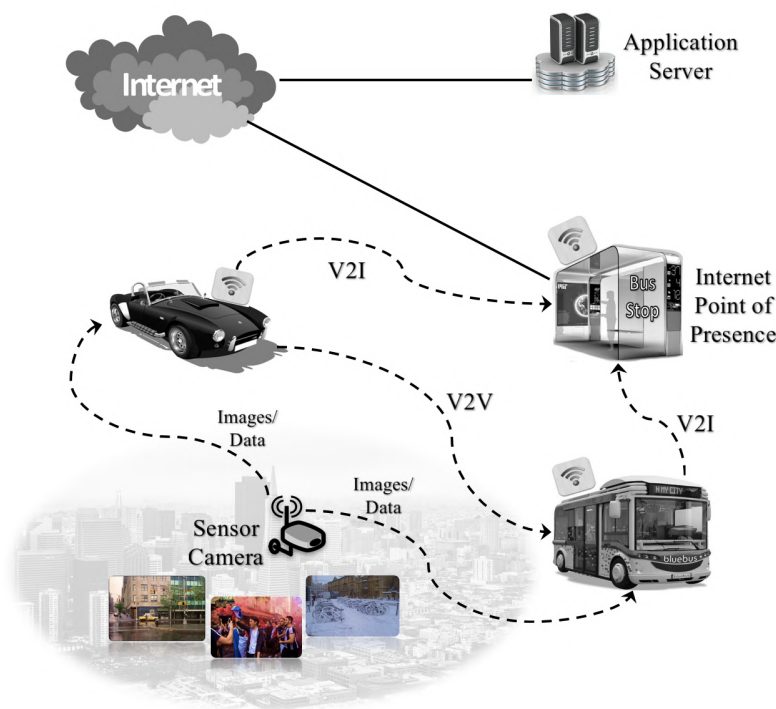 Internet
Application
Server
V2I
Bus
Stop
Internet
Point of
Presence
V2V
V2I
Images/
Data
Images/
Data
Sensor
Camera
bluebus